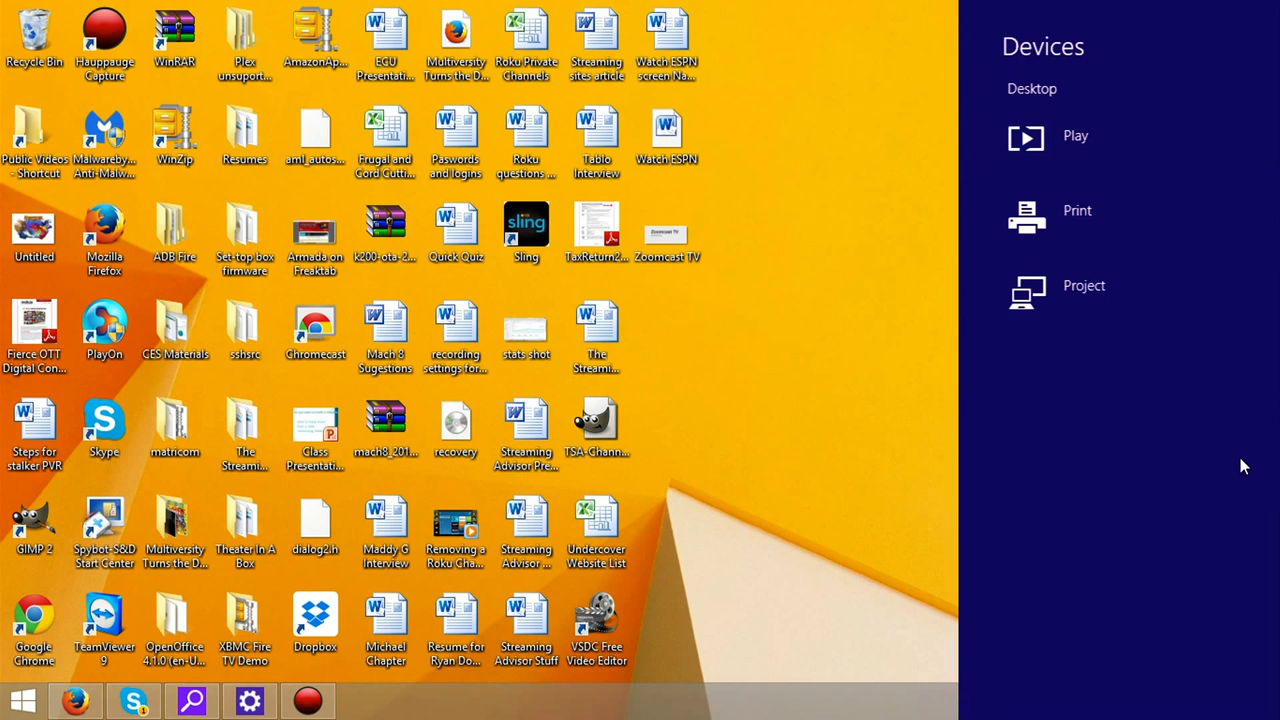 Devices
Desktop
Play
Print
Project
Recycle Bin
Hauppauge
Capture
WinRAR
Plex
unsuport...
AmazonAp...
ECU
Presentati...
Multiversity
Turns the D...
Roku Private
Channels
Streaming
sites article
Watch ESPN
screen Na...
Public Videos
- Shortcut
Malwareby...
Anti-Malw...
WinZip
Resumes
aml_autos...
Frugal and
Cord Cutti...
Paswords
and logins
Roku
questions ...
Tablo
Interview
Watch ESPN
Untitled
Mozilla
Firefox
ADB Fire
Set-top box
firmware
Armada on
Freaktab
k200-ota-2...
Quick Quiz
sling
Sling
TaxReturn2...
Zoomcast TV
Fierce OTT
Digital Con...
PlayOn
CES Materials
sshsrc
Chromecast
Mach 8
Sugestions
recording
settings for...
stats shot
The
Streami...
Steps for
stalker PVR
Skype
matricom
The
Streami...
Class
Presentati...
mach8_201...
recovery
Streaming
Advisor Pre...
TSA-Chann...
GIMP 2
Spybot-S&D
Start Center
Multiversity
Turns the D...
Theater In A
Box
dialog2.h
Maddy G
Interview
Removing a
Roku Cha...
Streaming
Advisor ...
Undercover
Website List
Google
Chrome
TeamViewer
9
OpenOffice
4.1.0 (en-U...
XBMC Fire
TV Demo
Dropbox
Michael
Chapter
Resume for
Ryan Do...
Streaming
Advisor Stuff
VSDC Free
Video Editor